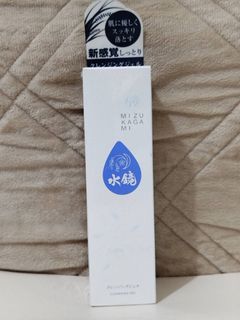 肌に優しく
スッキリ
落とす
新感覚しっとり
クレンジングジェル
MIZU
KAGA
MI
水鏡
クレンジングジェル
CLEANSING GEL